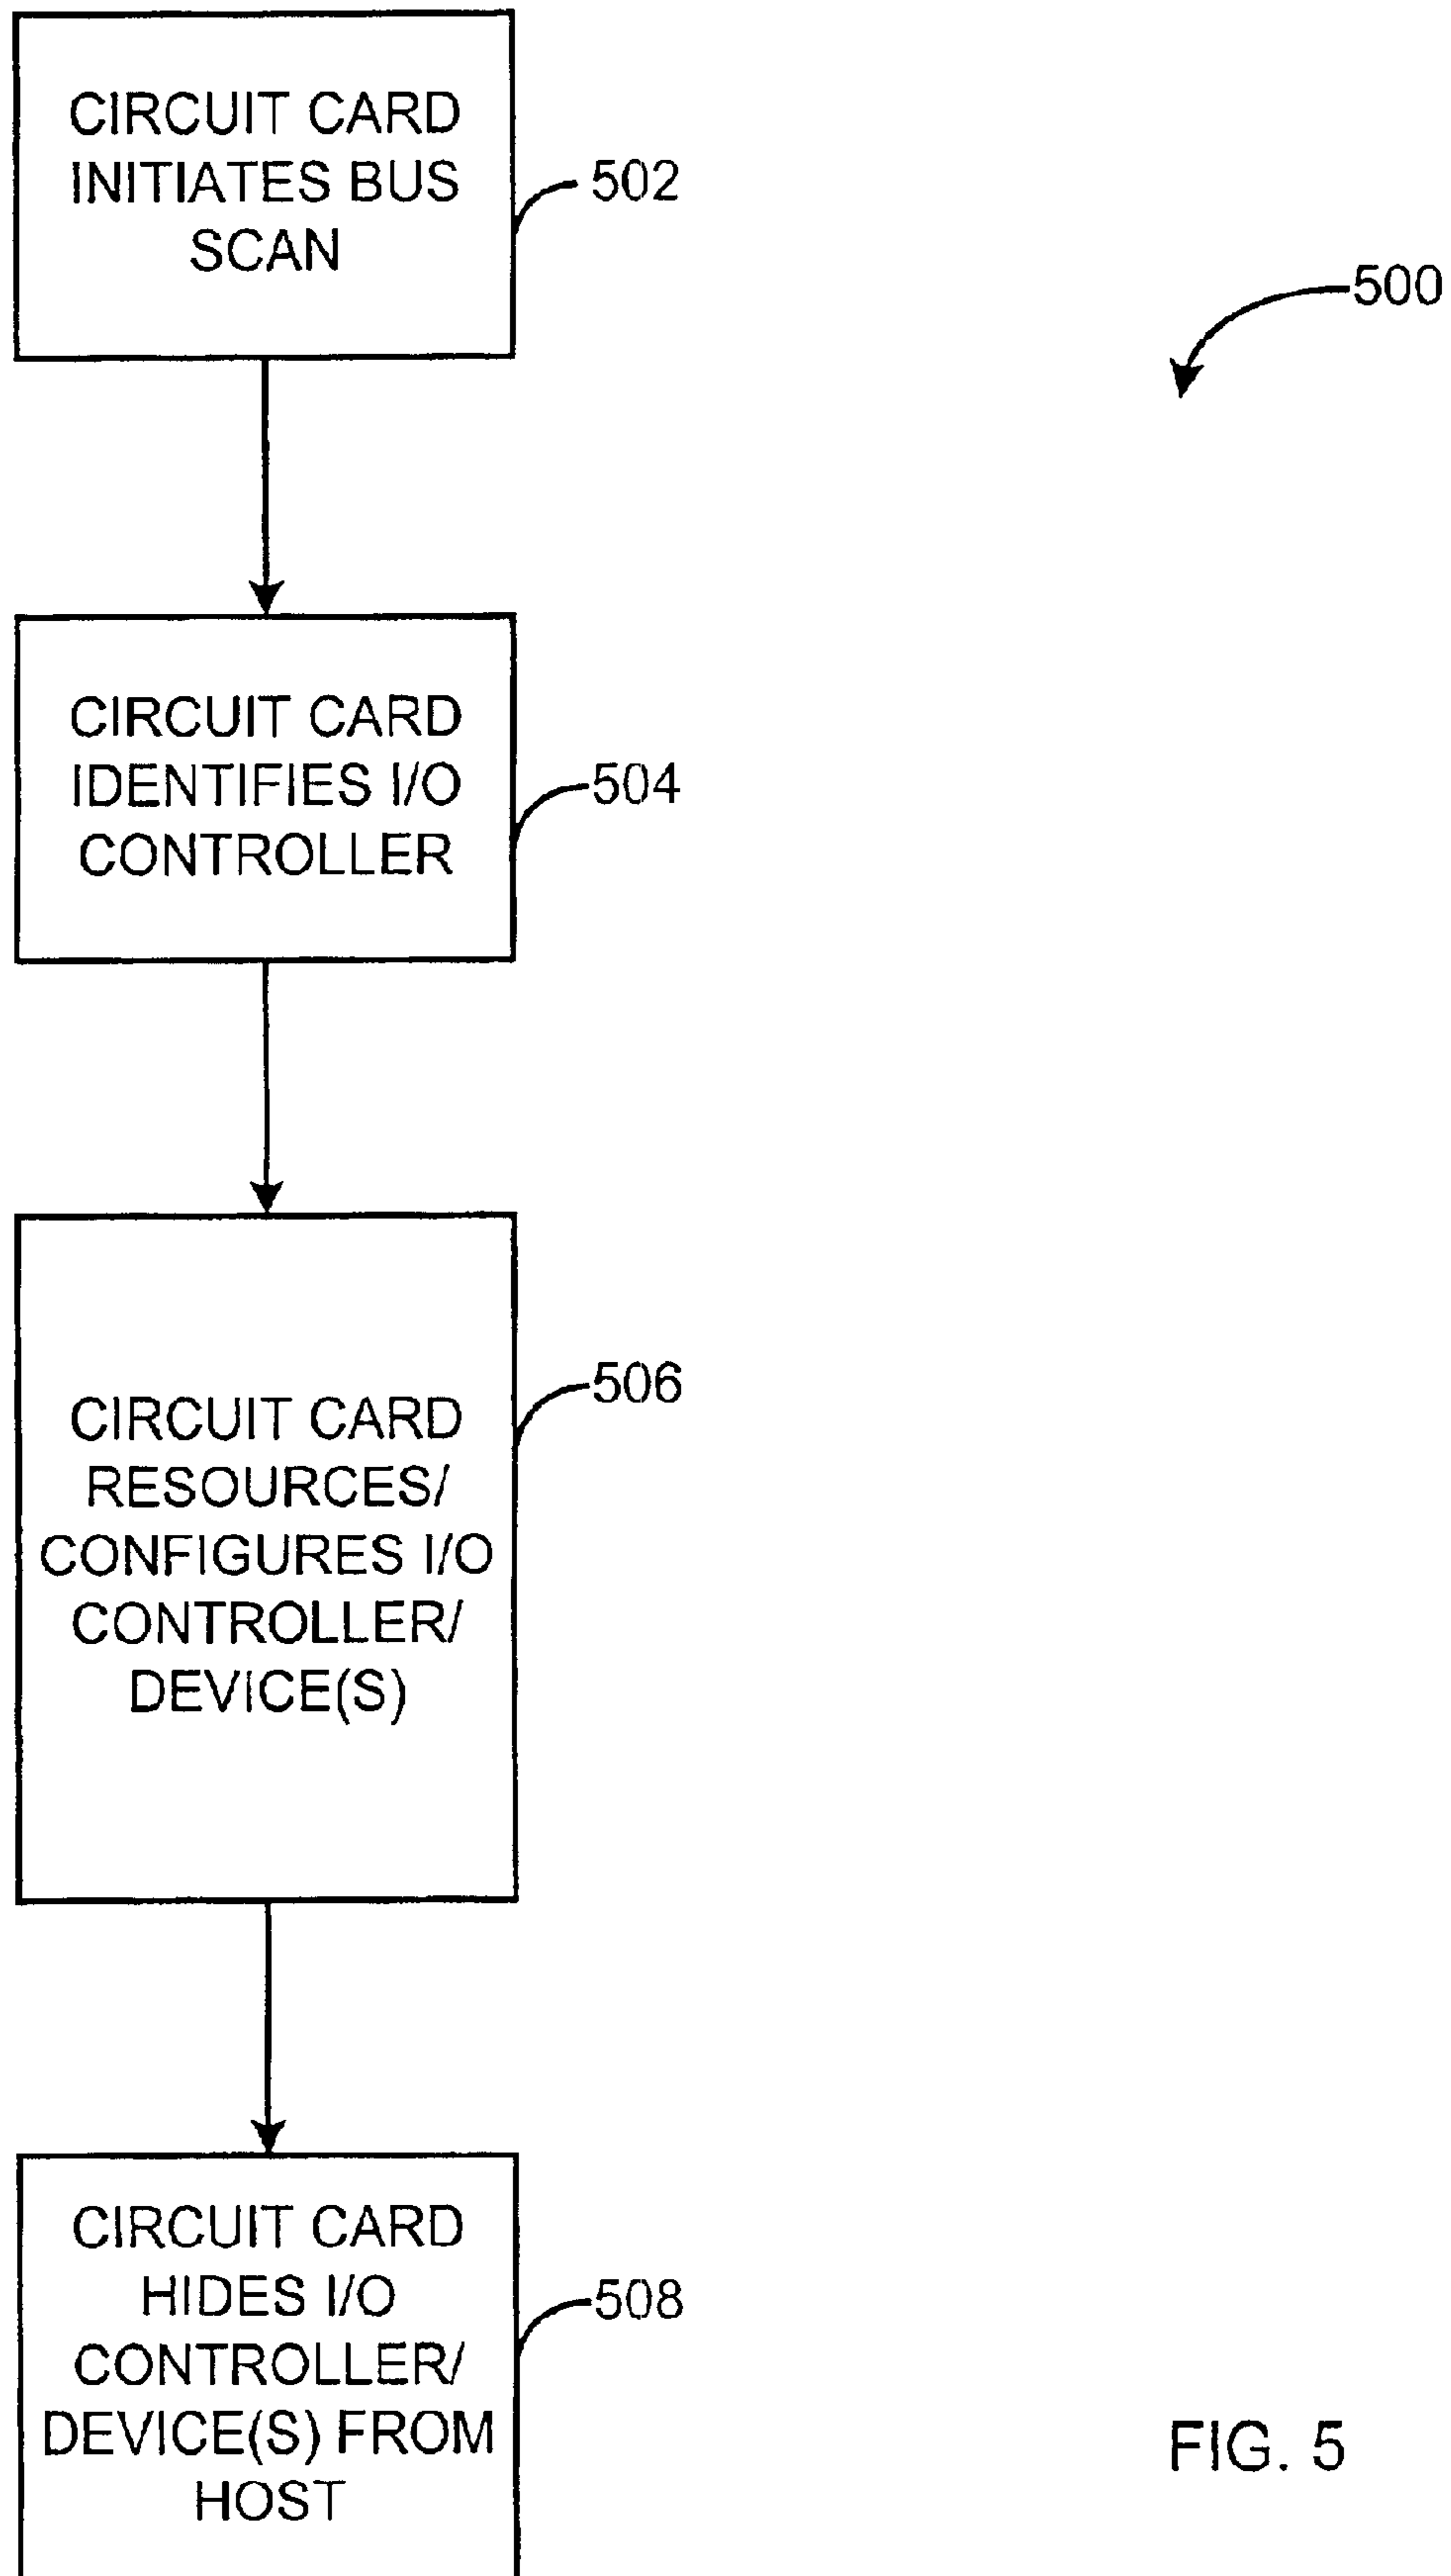 CIRCUIT CARD
INITIATES BUS
SCAN
502
500
CIRCUIT CARD
IDENTIFIES I/O
CONTROLLER
504
CIRCUIT CARD
RESOURCES/
CONFIGURES I/O
CONTROLLER/
DEVICE(S)
506
CIRCUIT CARD
HIDES I/O
CONTROLLER/
DEVICE(S) FROM
HOST
508
FIG. 5